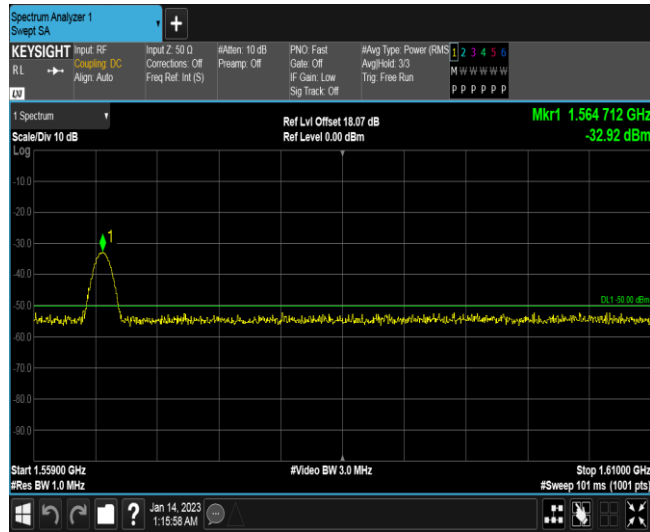 Spectrum Analyzer 1
Swept SA
+
KEYSIGHT
RL
LXI
Input: RF
Coupling: DC
Align: Auto
Input Z: 50 Ω
Corrections: Off
Freq Ref: Int (S)
#Atten: 10 dB
Preamp: Off
PNO: Fast
Gate: Off
IF Gain: Low
Sig Track: Off
#Avg Type: Power (RMS
Avg|Hold: 3/3
Trig: Free Run
1 2 3 4 5 6
M W W W W W
P P P P P P
1 Spectrum
Scale/Div 10 dB
Ref Lvl Offset 18.07 dB
Ref Level 0.00 dBm
Mkr1 1.564 712 GHz
-32.92 dBm
Log
-10.0
-20.0
-30.0
-40.0
-50.0
-60.0
-70.0
-80.0
-90.0
1
DL1 -50.00 dBm
Start 1.55900 GHz
#Res BW 1.0 MHz
#Video BW 3.0 MHz
Stop 1.61000 GHz
#Sweep 101 ms (1001 pts)
?
Jan 14, 2023
1:15:58 AM